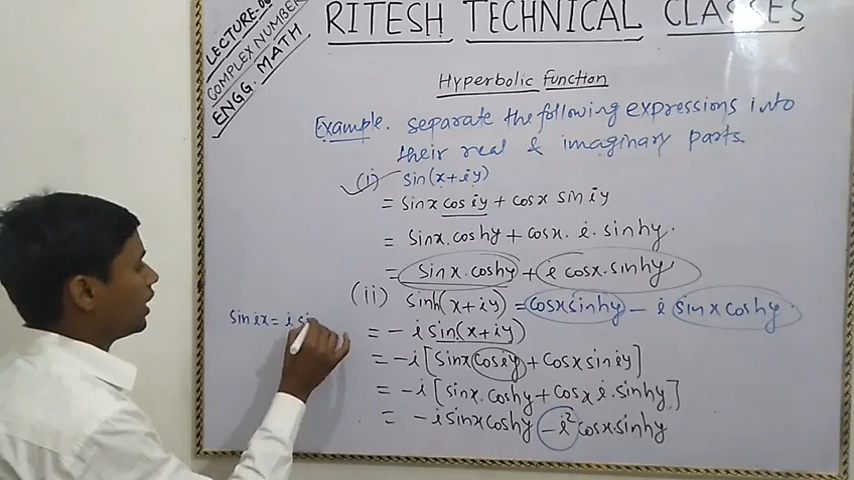 LECTURE-06
COMPLEX NUMBER
ENGG. MATH
RITESH TECHNICAL CLASSES
Hyperbolic Function
Example. separate the following expressions into
their real & imaginary parts.
(i) sin(x+iy)
= sinx cos iy + cosx sin iy
= sinx.coshy + cosx. i. sinhy.
= sinx.coshy + i cosx.sinhy
(ii) sinh(x+iy) = cosx sinhy - i sinx coshy.
= - i sin(x+iy)
= -i [sinx cosiy + cosx siniy]
= -i [sinx.coshy + cosx i. sinhy]
= -i sinx coshy - i² cosx sinhy
sin ix = i si